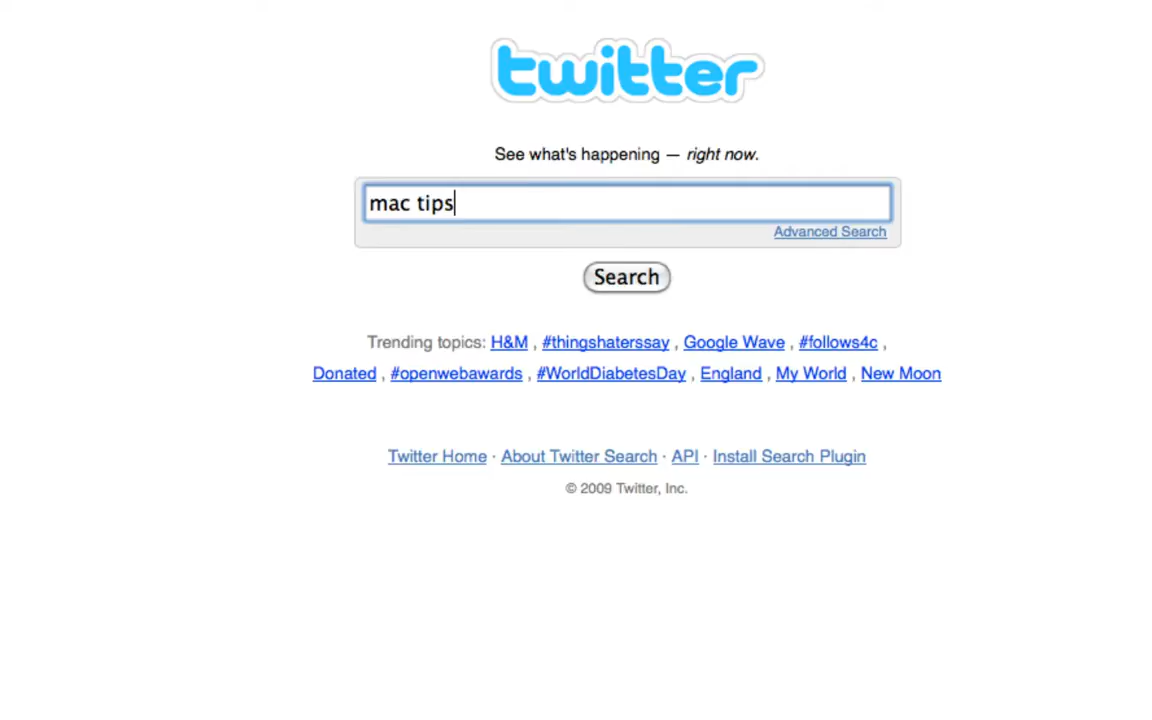 twitter
See what's happening — right now.
mac tips
Advanced Search
Search
Trending topics: H&M , #thingshaterssay , Google Wave , #follows4c ,
Donated , #openwebawards , #WorldDiabetesDay , England , My World , New Moon
Twitter Home · About Twitter Search · API · Install Search Plugin
© 2009 Twitter, Inc.